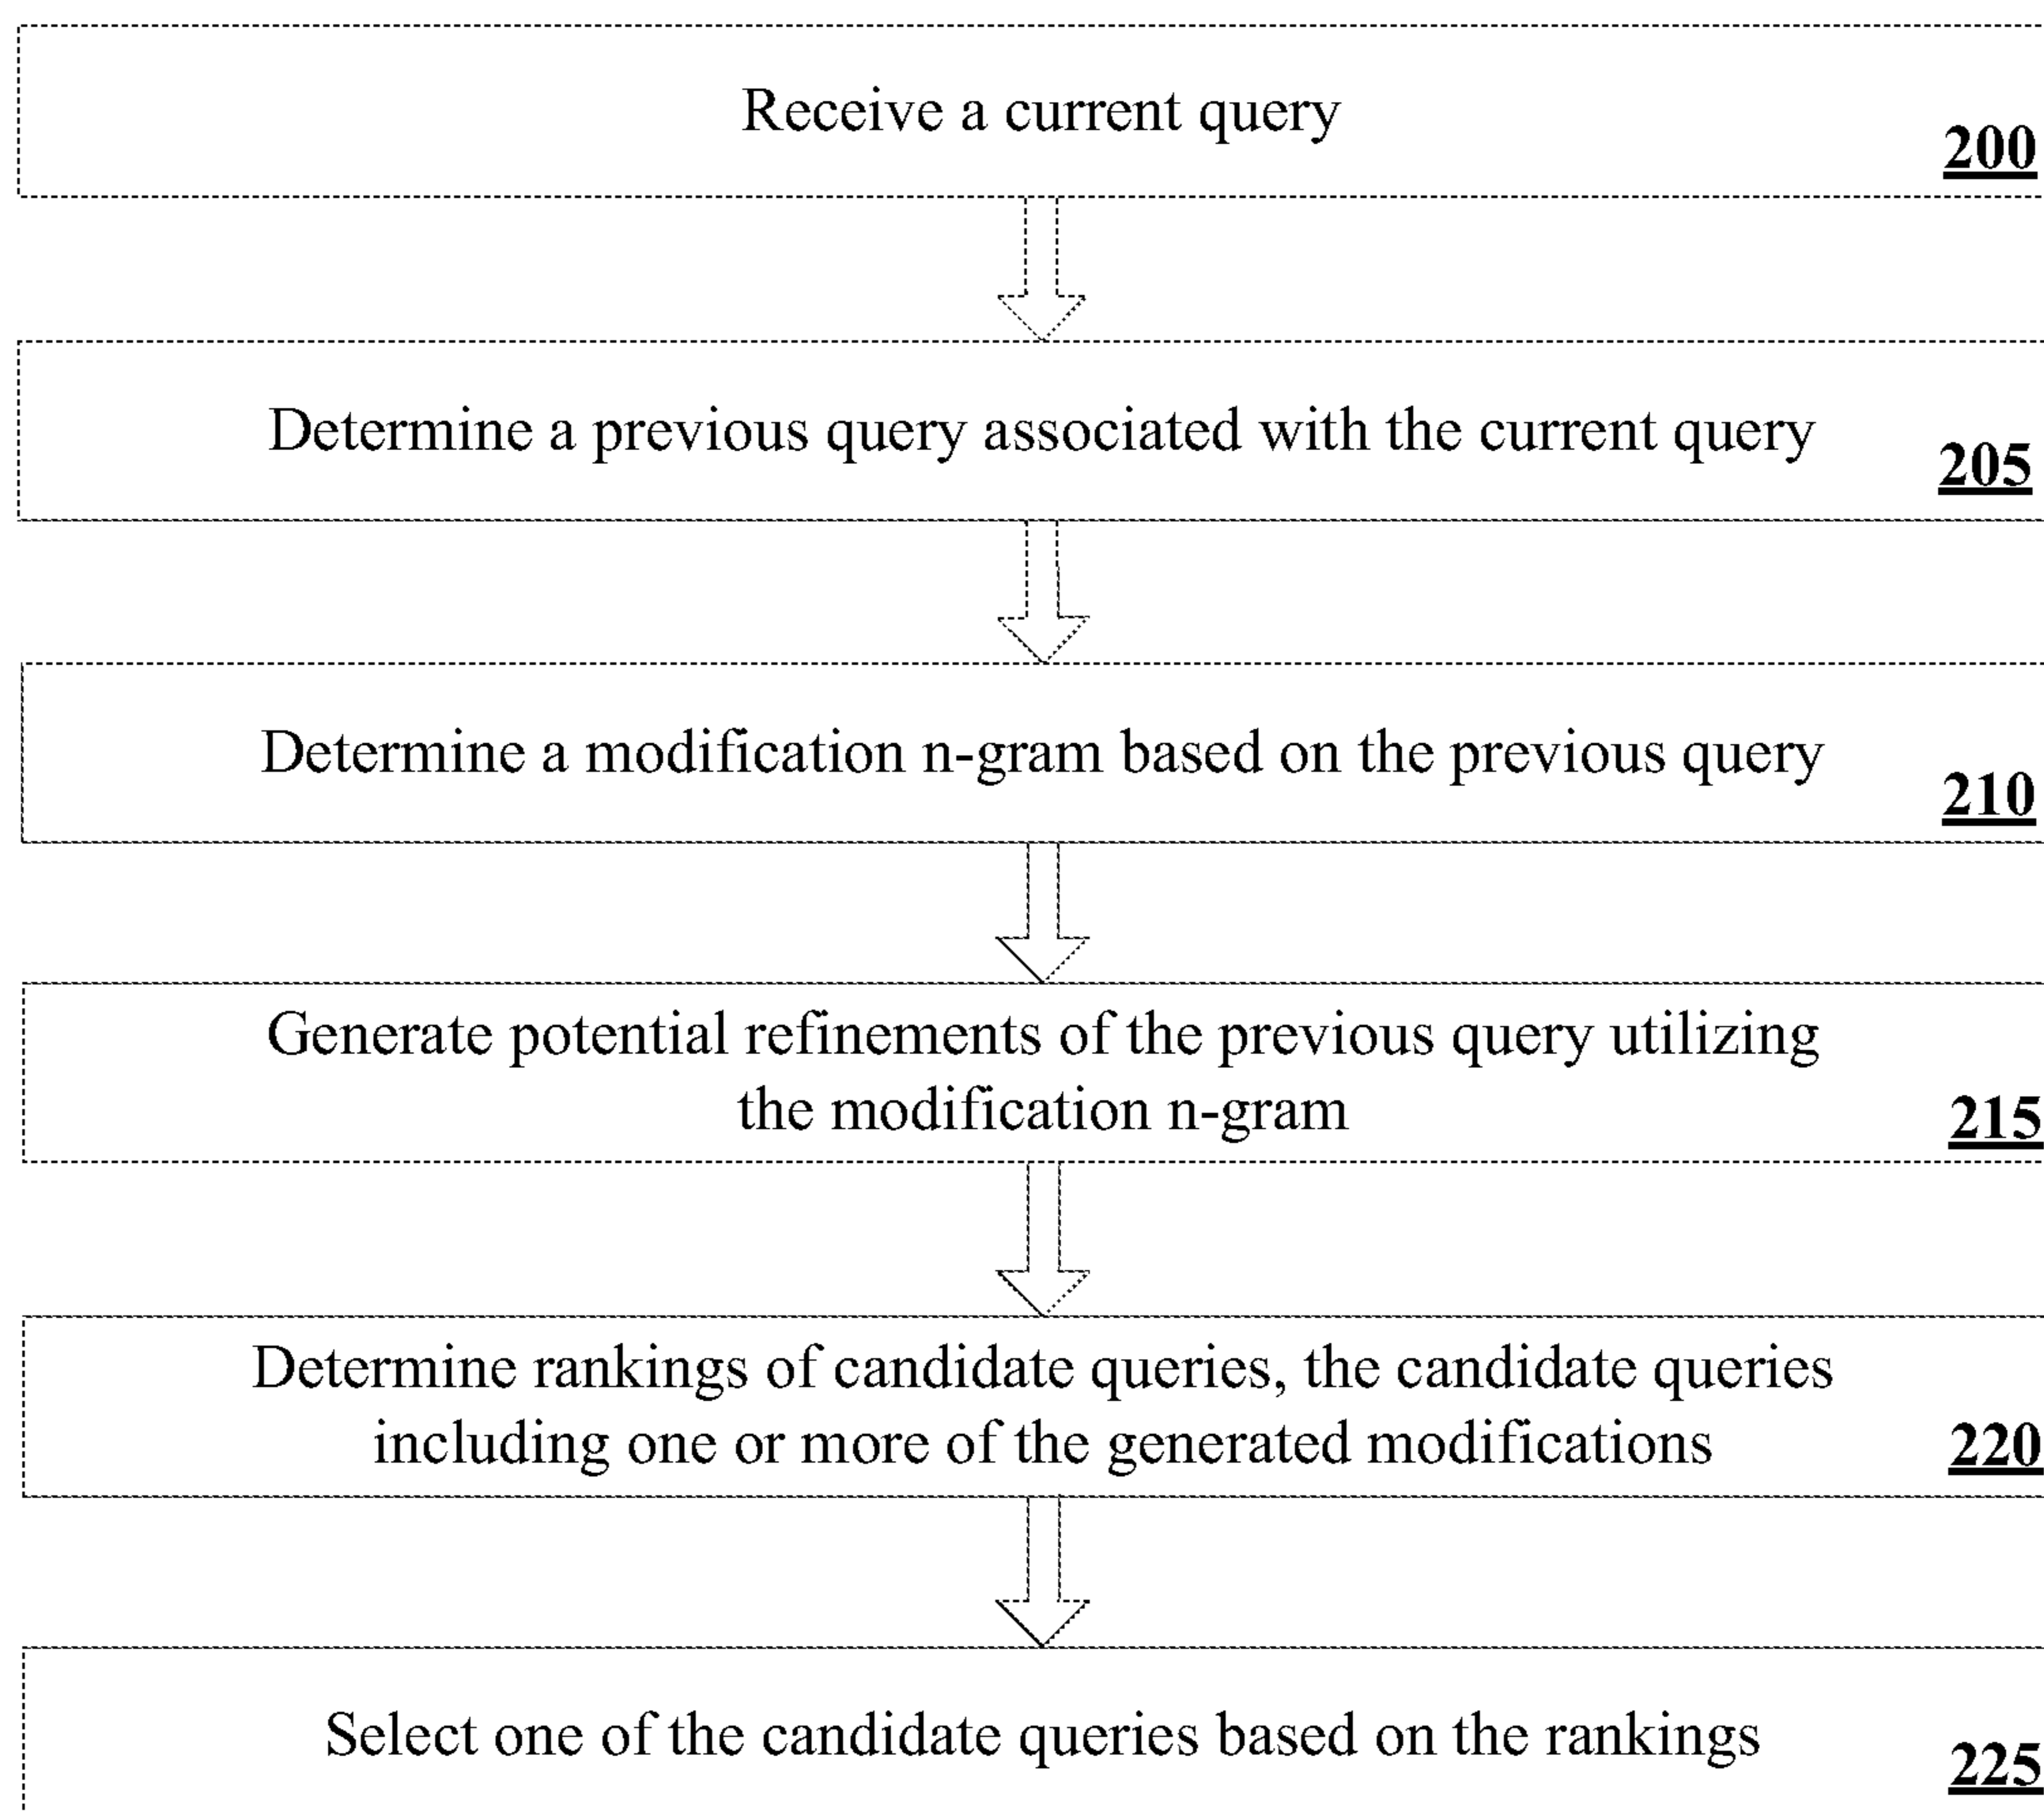 Receive a current query
200
Determine a previous query associated with the current query
205
Determine a modification n-gram based on the previous query
210
Generate potential refinements of the previous query utilizing
the modification n-gram
215
Determine rankings of candidate queries, the candidate queries
including one or more of the generated modifications
220
Select one of the candidate queries based on the rankings
225